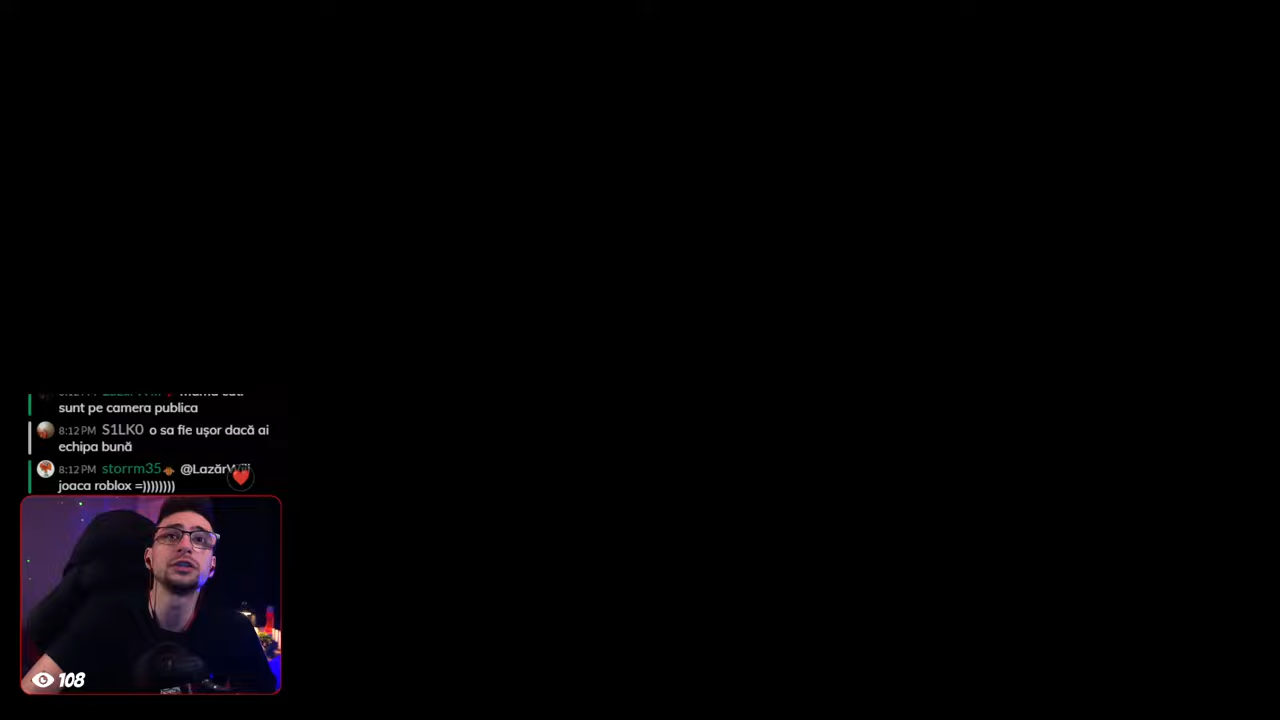 sunt pe camera publica
8:12 PM S1LK0 o sa fie ușor dacă ai
echipa bună
8:12 PM storrm35 @LazărWili
joaca roblox =))))))))
108